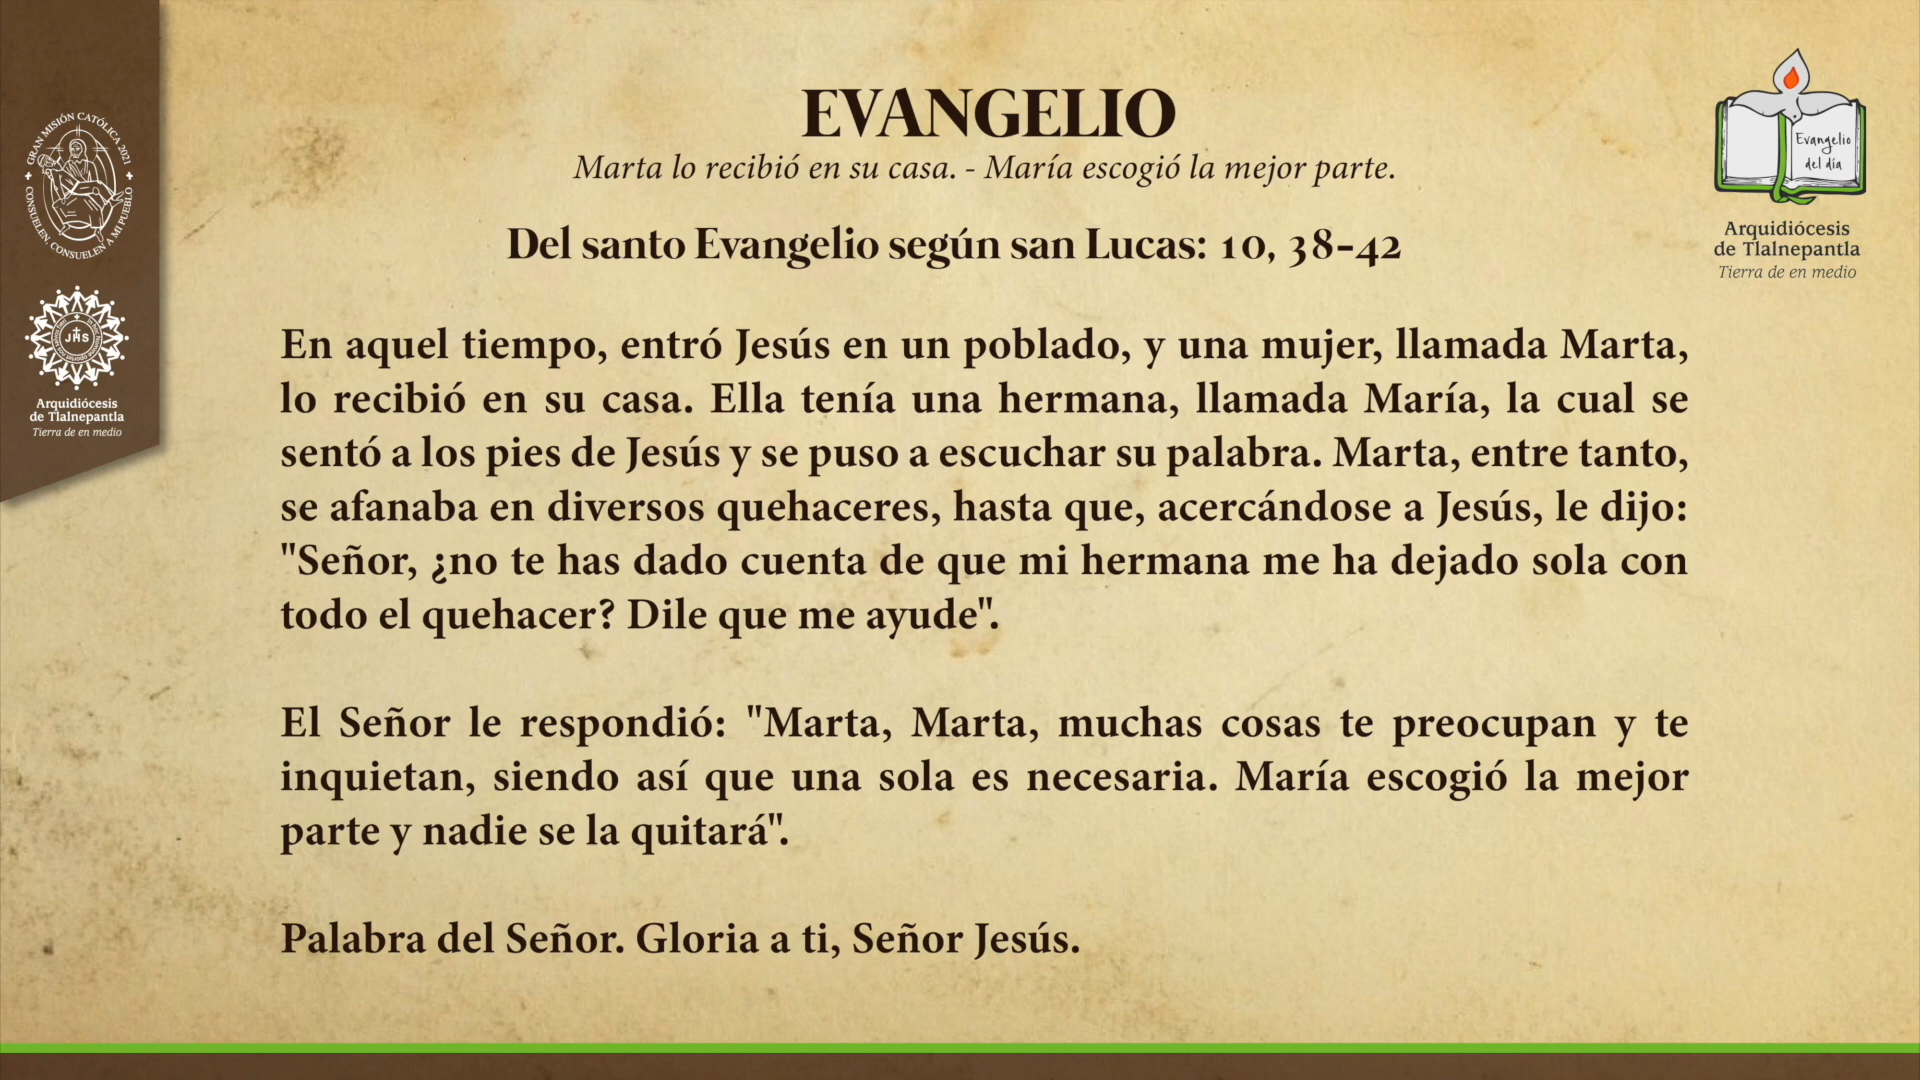 GRAN MISIÓN CATÓLICA 2021
CONSUELEN, CONSUELEN A MI PUEBLO
JHS
Arquidiócesis
de Tlalnepantla
Tierra de en medio
EVANGELIO
Marta lo recibió en su casa. - María escogió la mejor parte.
Del santo Evangelio según san Lucas: 10, 38-42
En aquel tiempo, entró Jesús en un poblado, y una mujer, llamada Marta,
lo recibió en su casa. Ella tenía una hermana, llamada María, la cual se
sentó a los pies de Jesús y se puso a escuchar su palabra. Marta, entre tanto,
se afanaba en diversos quehaceres, hasta que, acercándose a Jesús, le dijo:
"Señor, ¿no te has dado cuenta de que mi hermana me ha dejado sola con
todo el quehacer? Dile que me ayude".
El Señor le respondió: "Marta, Marta, muchas cosas te preocupan y te
inquietan, siendo así que una sola es necesaria. María escogió la mejor
parte y nadie se la quitará".
Palabra del Señor. Gloria a ti, Señor Jesús.
Evangelio
del día
Arquidiócesis
de Tlalnepantla
Tierra de en medio